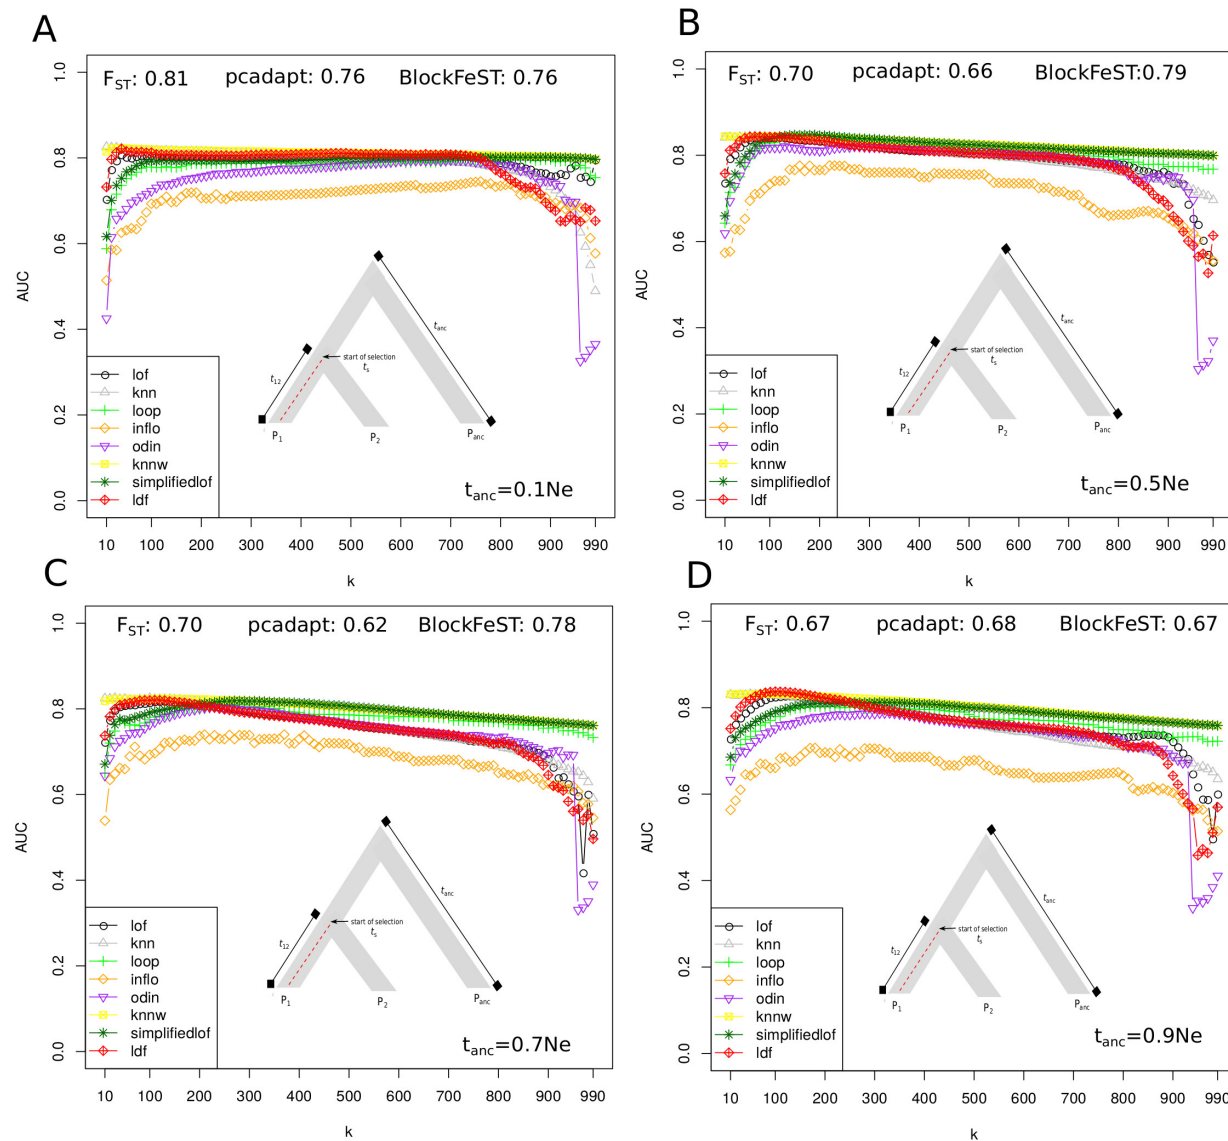 A
F_ST: 0.81 pcadapt: 0.76 BlockFeST: 0.76
1.0
0.8
0.6
0.4
0.2
0.0
AUC
t_anc
start of selection
t_s
t_12
P_1 P_2 P_anc
lof
knn
loop
inflo
odin
knnw
simplifiedlof
ldf
t_anc=0.1Ne
10 100 200 300 400 500 600 700 800 900 990
k
B
F_ST: 0.70 pcadapt: 0.66 BlockFeST:0.79
1.0
0.8
0.6
0.4
0.2
0.0
AUC
t_anc
start of selection
t_s
t_12
P_1 P_2 P_anc
lof
knn
loop
inflo
odin
knnw
simplifiedlof
ldf
t_anc=0.5Ne
10 100 200 300 400 500 600 700 800 900 990
k
C
F_ST: 0.70 pcadapt: 0.62 BlockFeST: 0.78
1.0
0.8
0.6
0.4
0.2
0.0
AUC
t_anc
start of selection
t_s
t_12
P_1 P_2 P_anc
lof
knn
loop
inflo
odin
knnw
simplifiedlof
ldf
t_anc=0.7Ne
10 100 200 300 400 500 600 700 800 900 990
k
D
F_ST: 0.67 pcadapt: 0.68 BlockFeST: 0.67
1.0
0.8
0.6
0.4
0.2
0.0
AUC
t_anc
start of selection
t_s
t_12
P_1 P_2 P_anc
lof
knn
loop
inflo
odin
knnw
simplifiedlof
ldf
t_anc=0.9Ne
10 100 200 300 400 500 600 700 800 900 990
k